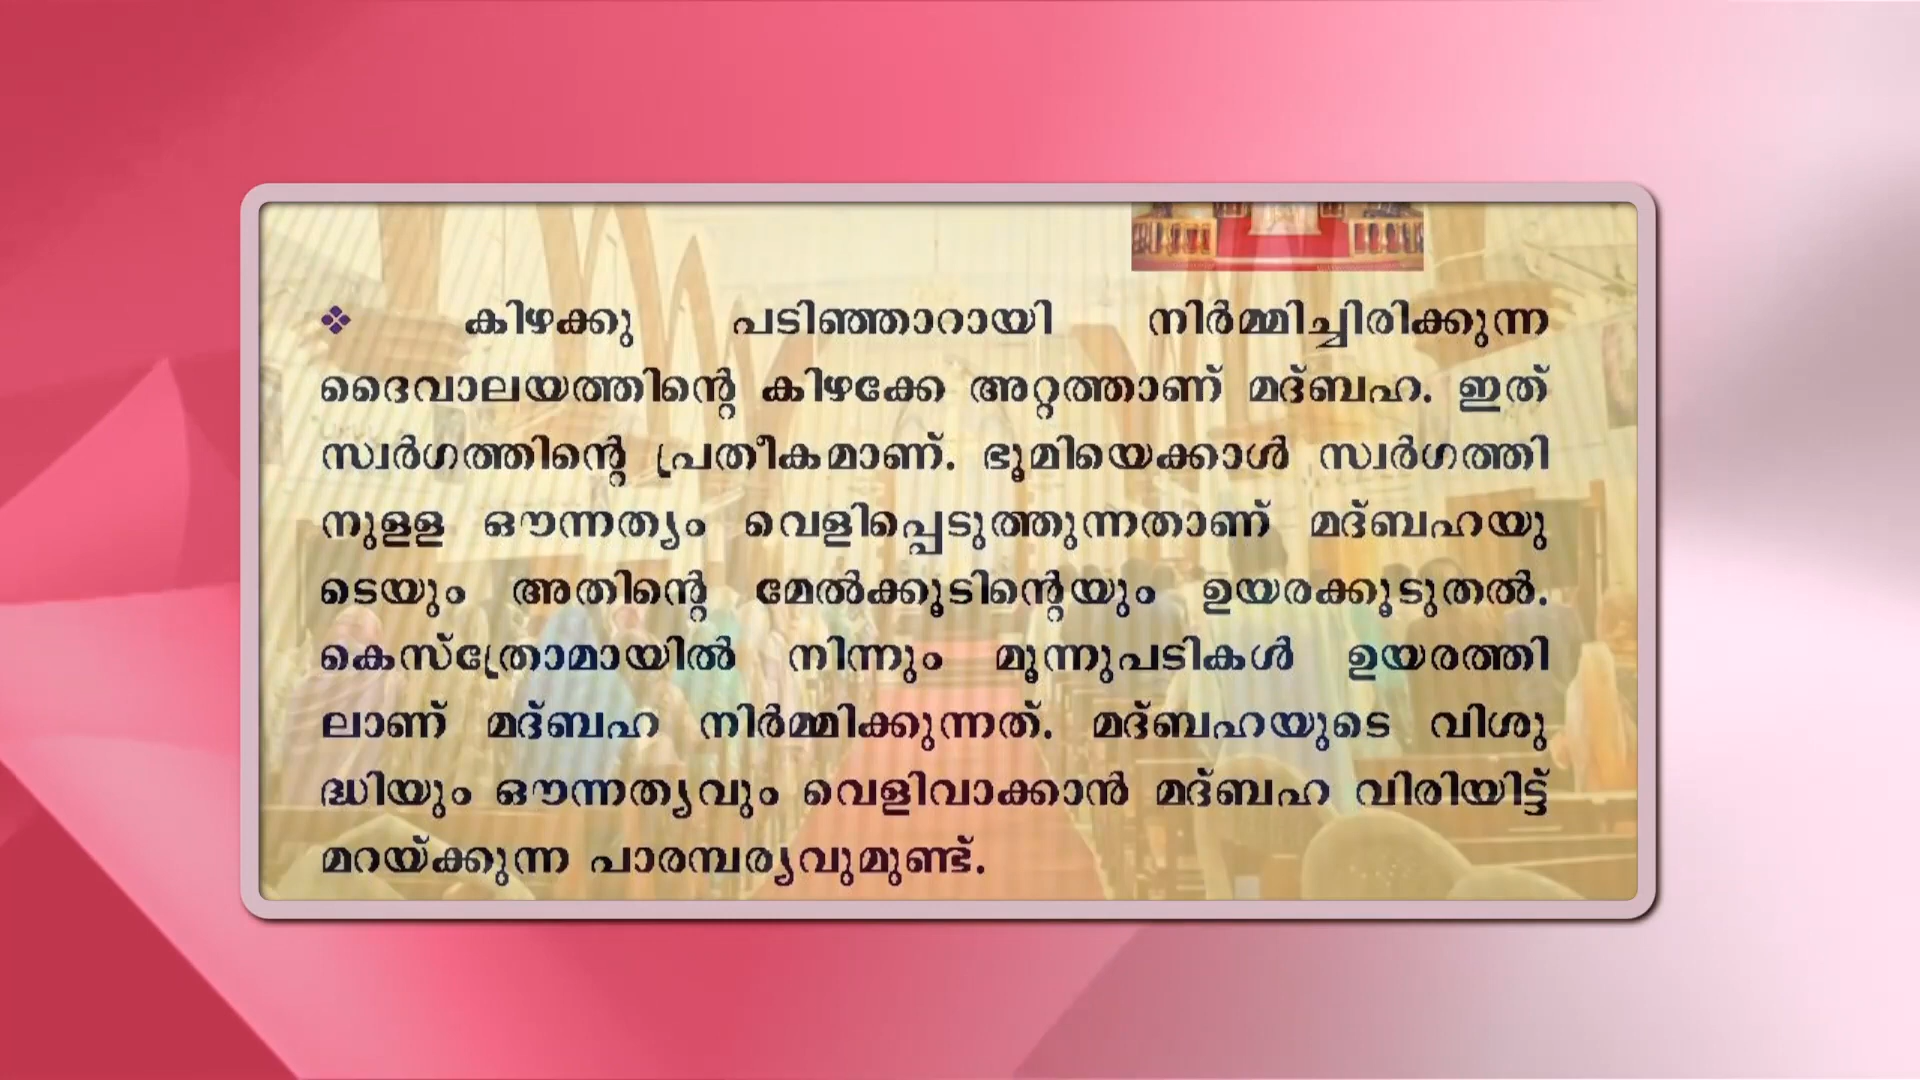 ❖ കിഴക്കു പടിഞ്ഞാറായി നിർമ്മിച്ചിരിക്കുന്ന
ദൈവാലയത്തിന്റെ കിഴക്കേ അറ്റത്താണ് മദ്ബഹ. ഇത്
സ്വർഗത്തിന്റെ പ്രതീകമാണ്. ഭൂമിയെക്കാൾ സ്വർഗത്തി
നുള്ള ഔന്നത്യം വെളിപ്പെടുത്തുന്നതാണ് മദ്ബഹയു
ടെയും അതിന്റെ മേൽക്കൂടിന്റെയും ഉയരക്കൂടുതൽ.
കെസ്ത്രോമായിൽ നിന്നും മൂന്നുപടികൾ ഉയരത്തി
ലാണ് മദ്ബഹ നിർമ്മിക്കുന്നത്. മദ്ബഹയുടെ വിശു
ദ്ധിയും ഔന്നത്യവും വെളിവാക്കാൻ മദ്ബഹ വിരിയിട്ട്
മറയ്ക്കുന്ന പാരമ്പര്യവുമുണ്ട്.